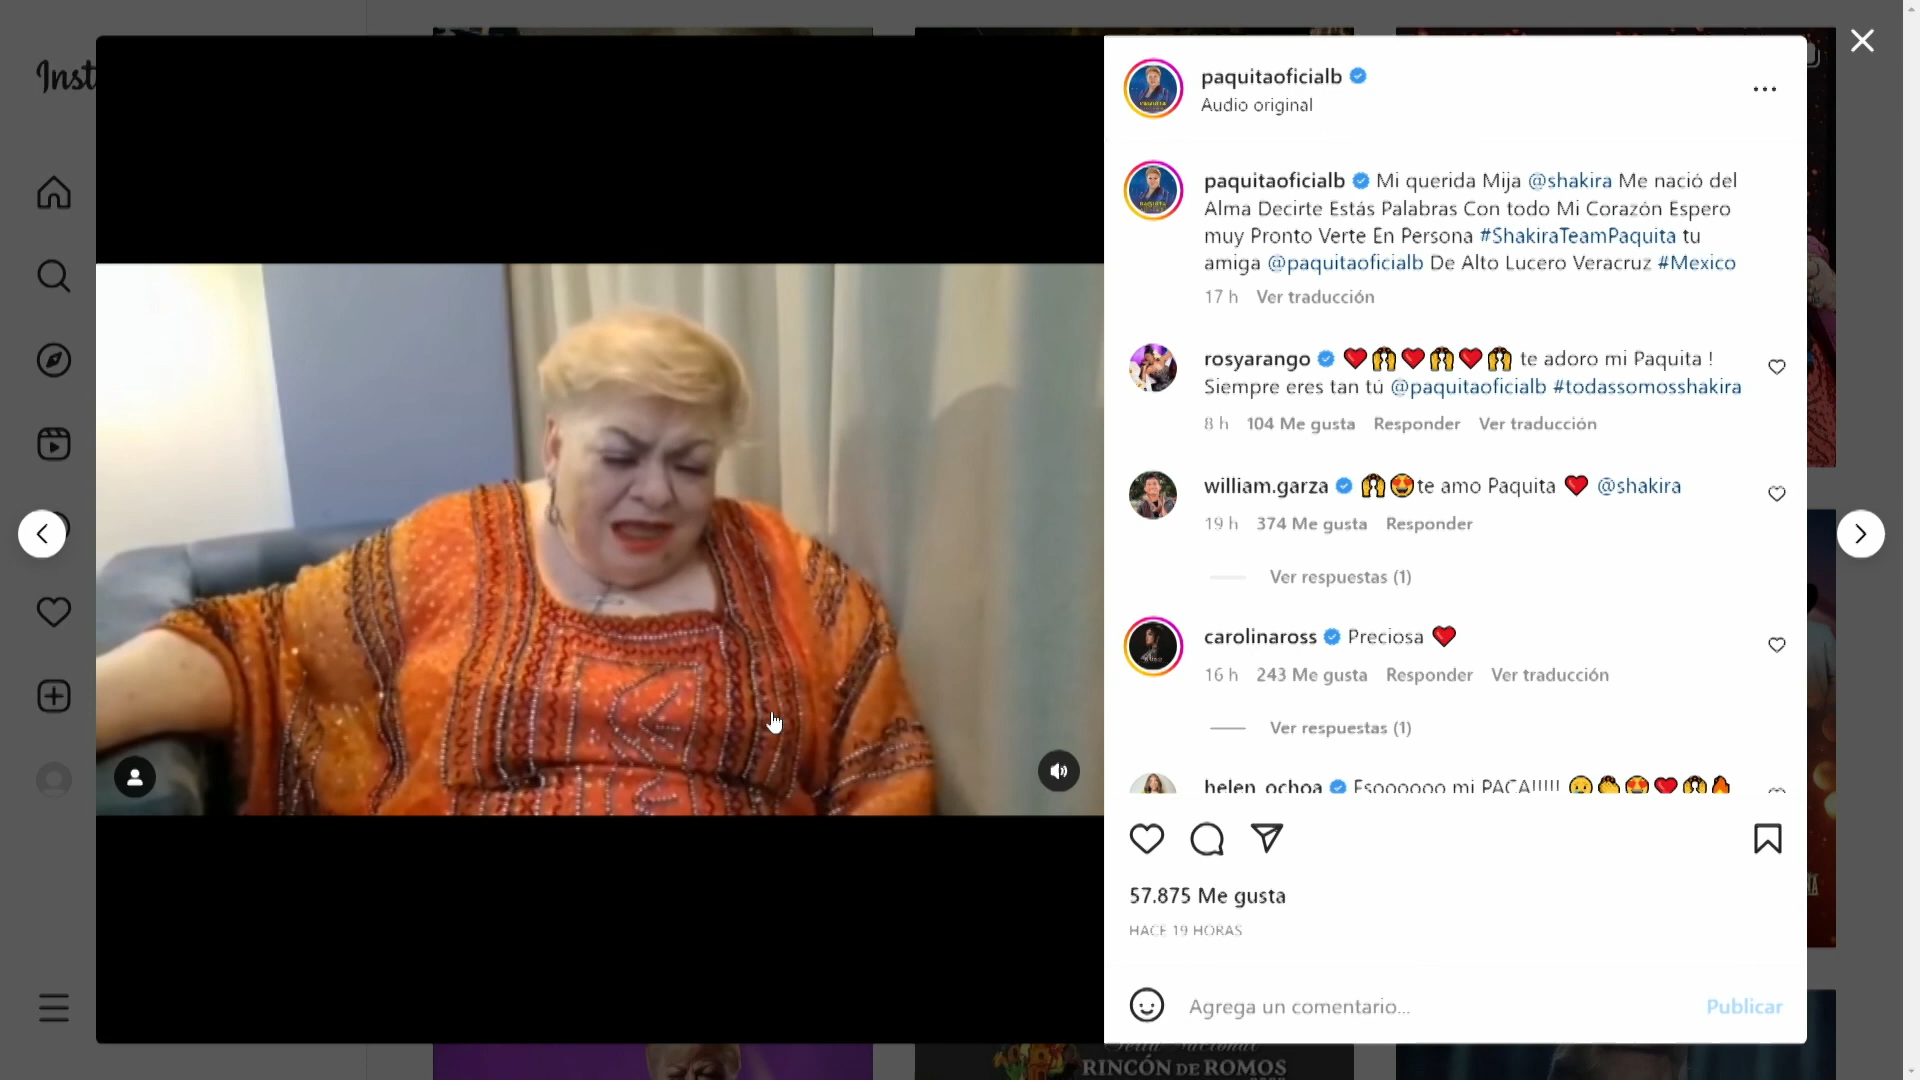 Inst
paquitaoficialb
Audio original
paquitaoficialb Mi querida Mija @shakira Me nació del
Alma Decirte Estás Palabras Con todo Mi Corazón Espero
muy Pronto Verte En Persona #ShakiraTeamPaquita tu
amiga @paquitaoficialb De Alto Lucero Veracruz #Mexico
17 h Ver traducción
rosyarango ❤️🙌❤️🙌❤️🙌 te adoro mi Paquita !
Siempre eres tan tú @paquitaoficialb #todassomosshakira
8 h 104 Me gusta Responder Ver traducción
william.garza 🙌😍te amo Paquita ❤️ @shakira
19 h 374 Me gusta Responder
Ver respuestas (1)
carolinaross Preciosa ❤️
16 h 243 Me gusta Responder Ver traducción
Ver respuestas (1)
helen_ochoa Esoooooo mi PACA!!!!!
57.875 Me gusta
HACE 19 HORAS
Agrega un comentario...
Publicar
RINCÓN DE ROMOS